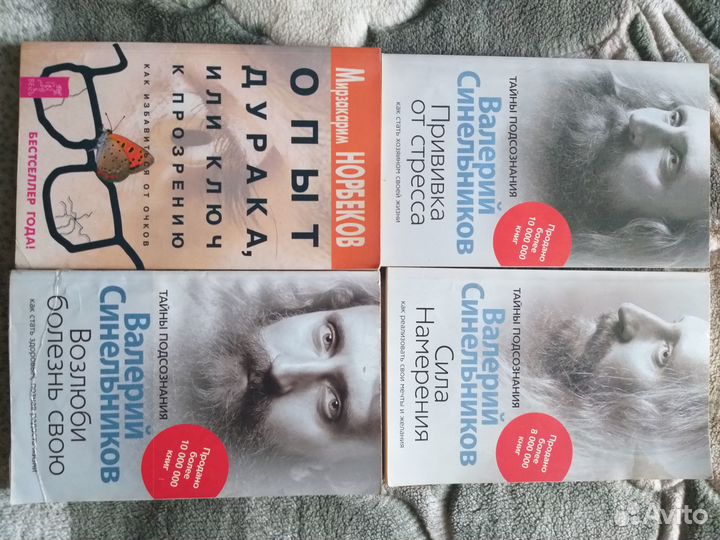 Мирзакарим НОРБЕКОВ
ОПЫТ
ДУРАКА,
ИЛИ КЛЮЧ
К ПРОЗРЕНИЮ
КАК ИЗБАВИТЬСЯ ОТ ОЧКОВ
БЕСТСЕЛЛЕР ГОДА!
ТАЙНЫ ПОДСОЗНАНИЯ
Валерий
Синельников
Прививка
от стресса
как стать хозяином своей жизни
Продано
более
10 000 000
книг
ТАЙНЫ ПОДСОЗНАНИЯ
Валерий
Синельников
Возлюби
болезнь свою
как стать здоровым,
Продано
более
10 000 000
книг
ТАЙНЫ ПОДСОЗНАНИЯ
Валерий
Синельников
Сила
Намерения
как реализовать свои мечты и желания
Продано
более
8 000 000
книг
Avito